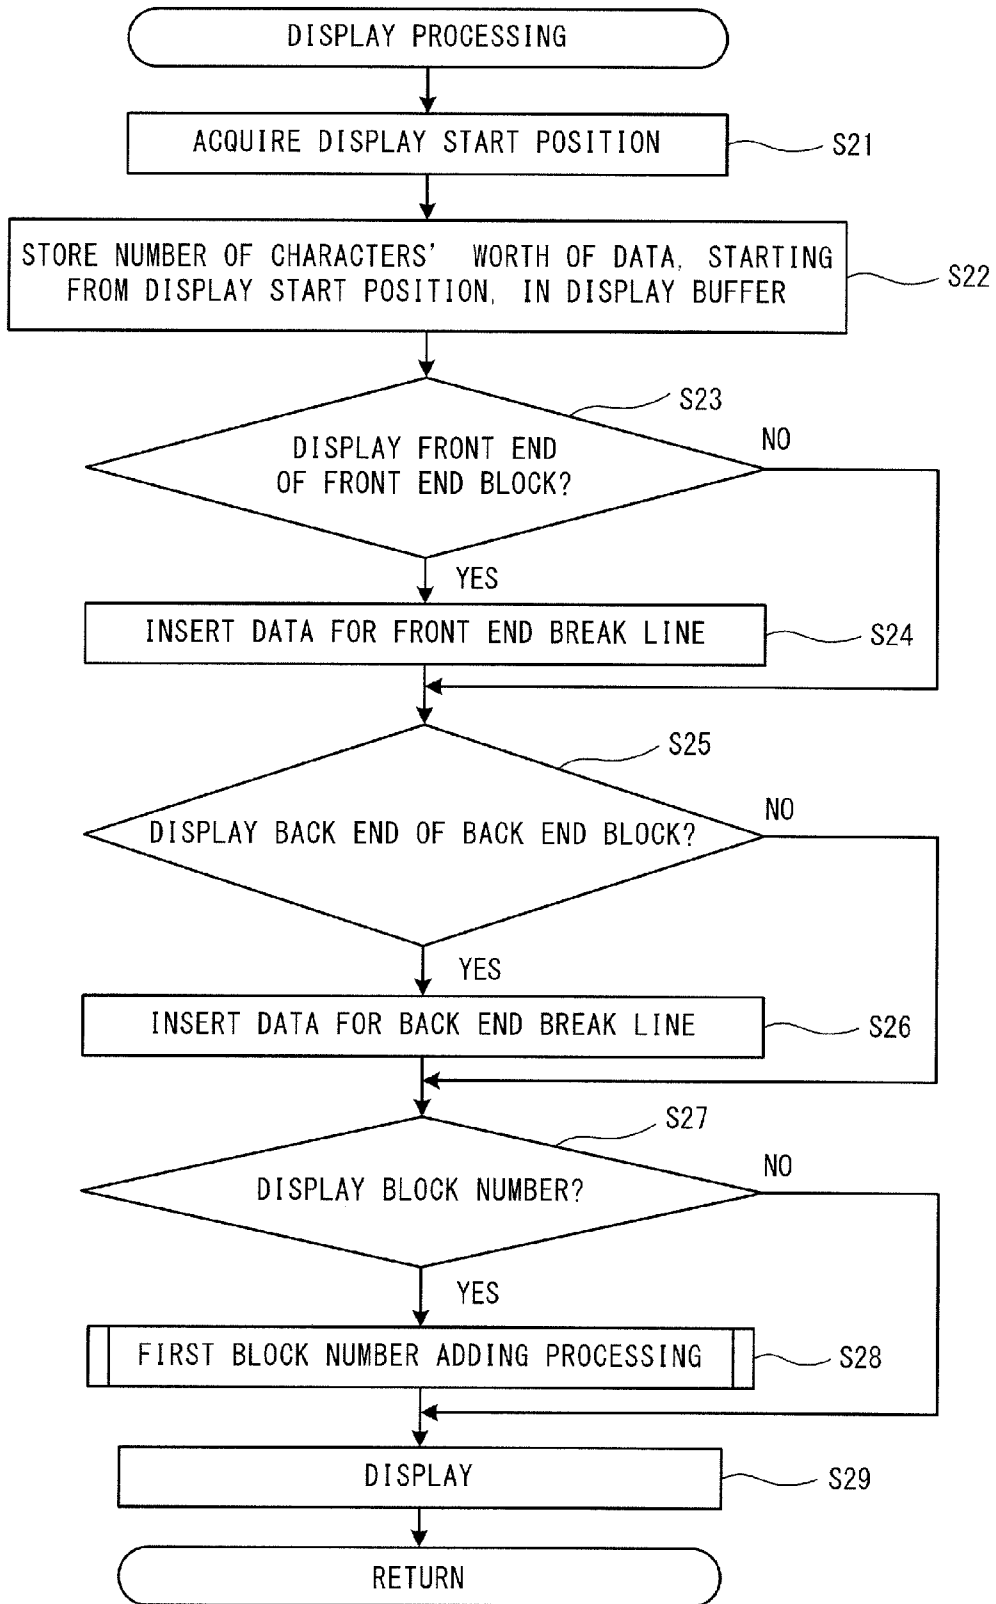 DISPLAY PROCESSING
ACQUIRE DISPLAY START POSITION
S21
STORE NUMBER OF CHARACTERS' WORTH OF DATA, STARTING
FROM DISPLAY START POSITION, IN DISPLAY BUFFER
S22
S23
DISPLAY FRONT END
OF FRONT END BLOCK?
NO
YES
INSERT DATA FOR FRONT END BREAK LINE
S24
S25
DISPLAY BACK END OF BACK END BLOCK?
NO
YES
INSERT DATA FOR BACK END BREAK LINE
S26
S27
DISPLAY BLOCK NUMBER?
NO
YES
FIRST BLOCK NUMBER ADDING PROCESSING
S28
DISPLAY
S29
RETURN